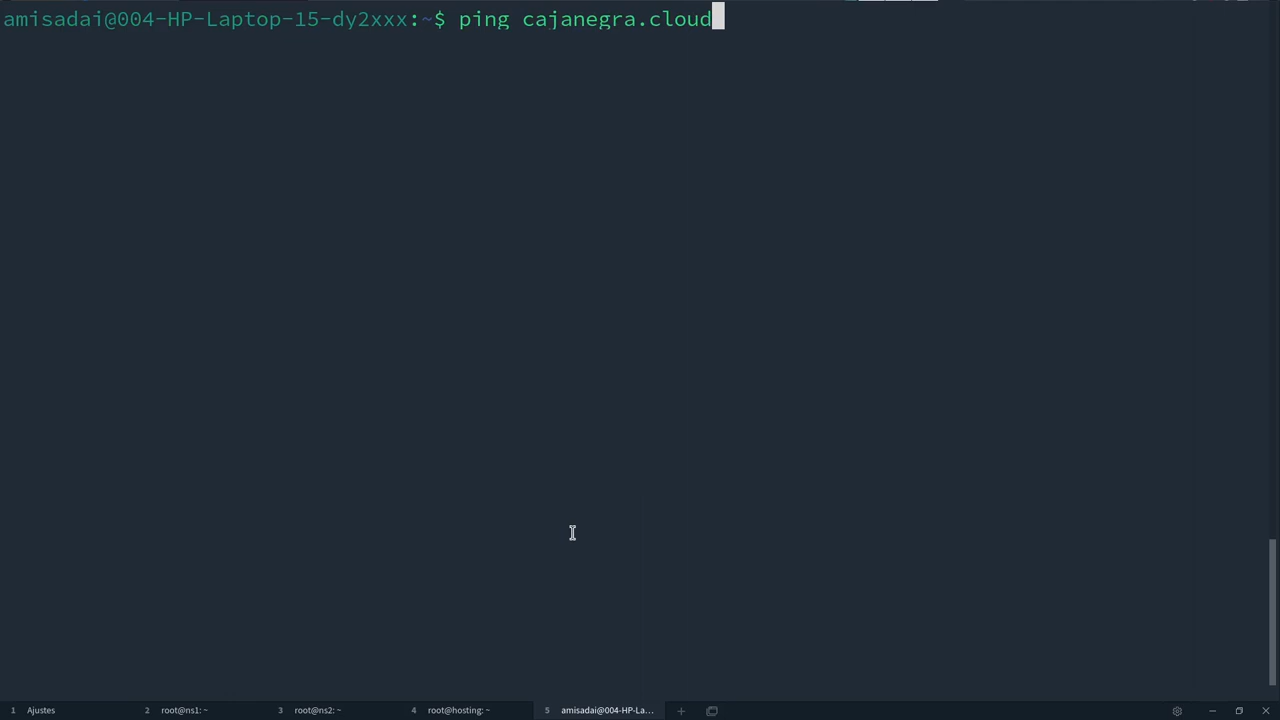 amisadai@004-HP-Laptop-15-dy2xxx:~$ ping cajanegra.cloud
1 Ajustes 2 root@ns1: ~ 3 root@ns2: ~ 4 root@hosting: ~ 5 amisadai@004-HP-La...